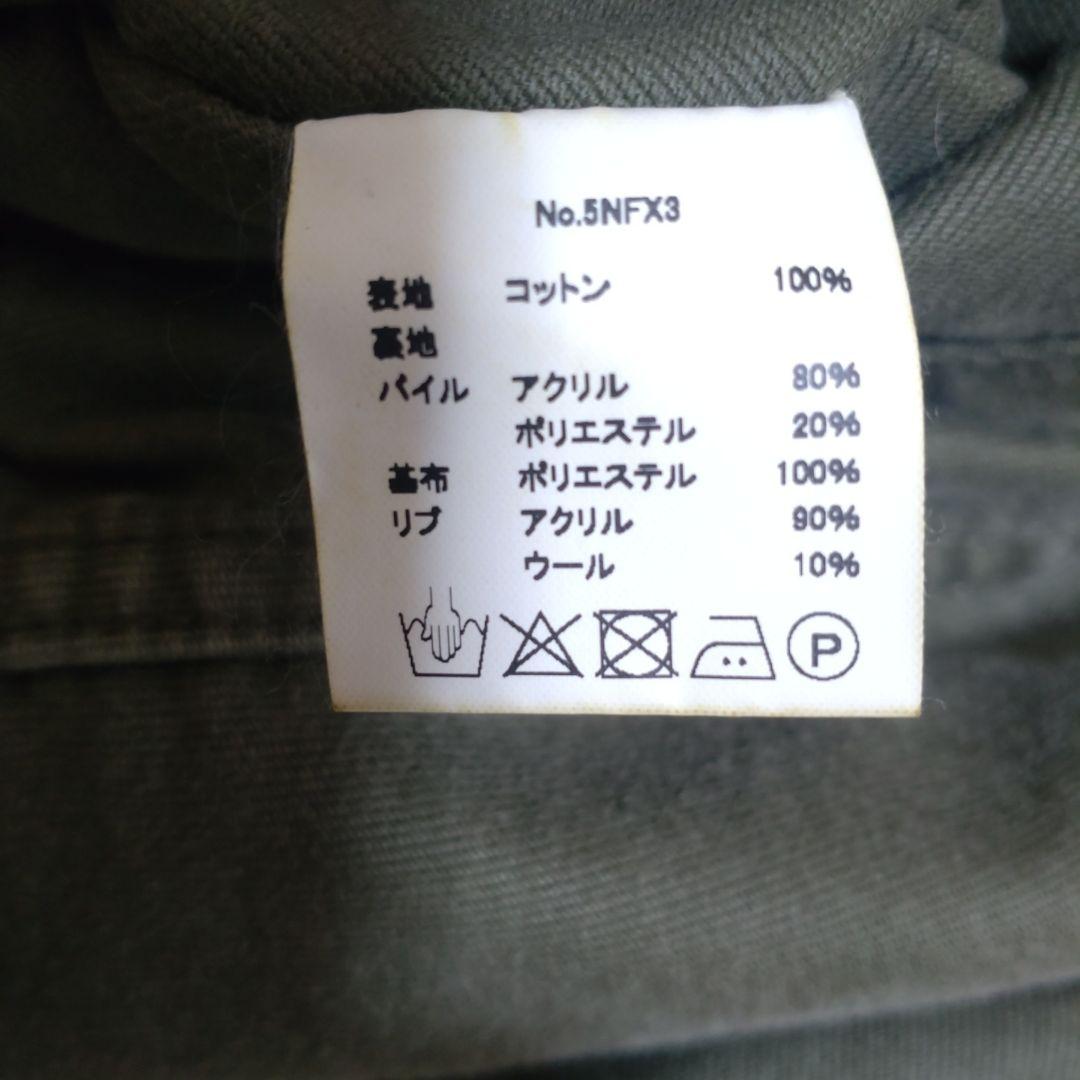 No.5NFX3
表地 コットン 100%
裏地
パイル アクリル 80%
ポリエステル 20%
基布 ポリエステル 100%
リブ アクリル 90%
ウール 10%
P